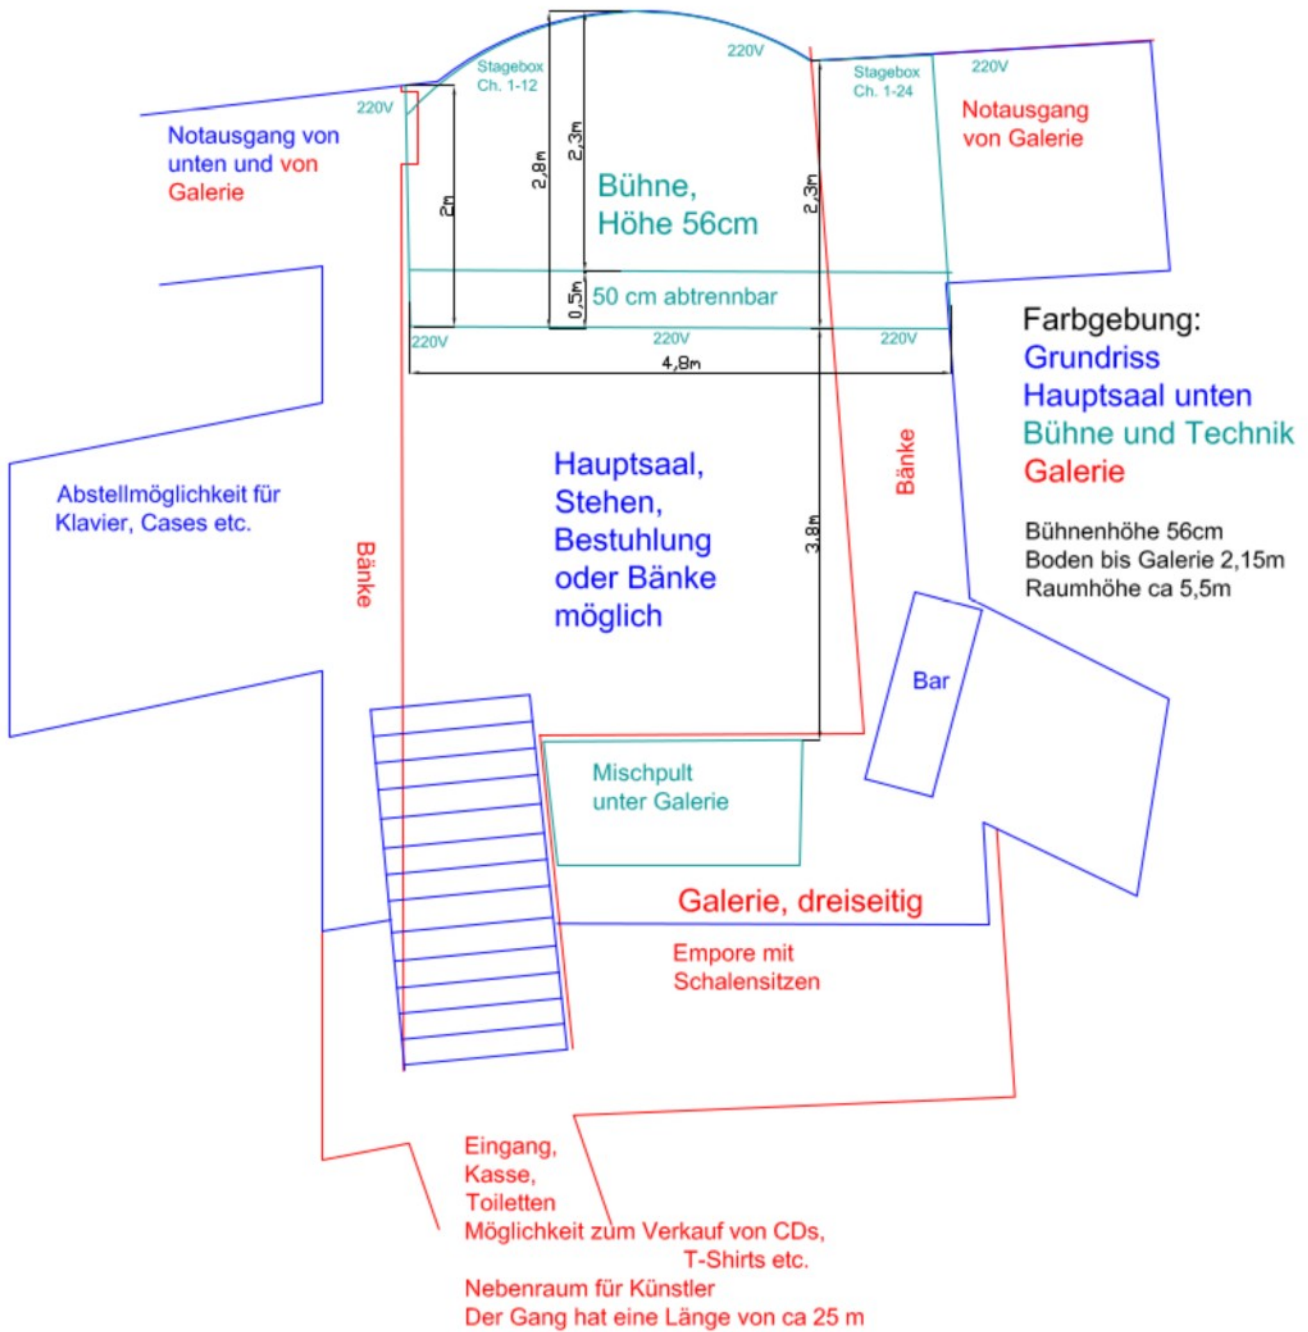 220V
Stagebox
Ch. 1-12
220V
Stagebox
Ch. 1-24
220V
Notausgang von
unten und von
Galerie
Notausgang
von Galerie
2m
2,8m
2,3m
2,3m
Bühne,
Höhe 56cm
0,5m
50 cm abtrennbar
220V
220V
220V
4,8m
Farbgebung:
Grundriss
Hauptsaal unten
Bühne und Technik
Galerie
Bühnenhöhe 56cm
Boden bis Galerie 2,15m
Raumhöhe ca 5,5m
Abstellmöglichkeit für
Klavier, Cases etc.
Bänke
Hauptsaal,
Stehen,
Bestuhlung
oder Bänke
möglich
3,8m
Bänke
Bar
Mischpult
unter Galerie
Galerie, dreiseitig
Empore mit
Schalensitzen
Eingang,
Kasse,
Toiletten
Möglichkeit zum Verkauf von CDs,
T-Shirts etc.
Nebenraum für Künstler
Der Gang hat eine Länge von ca 25 m